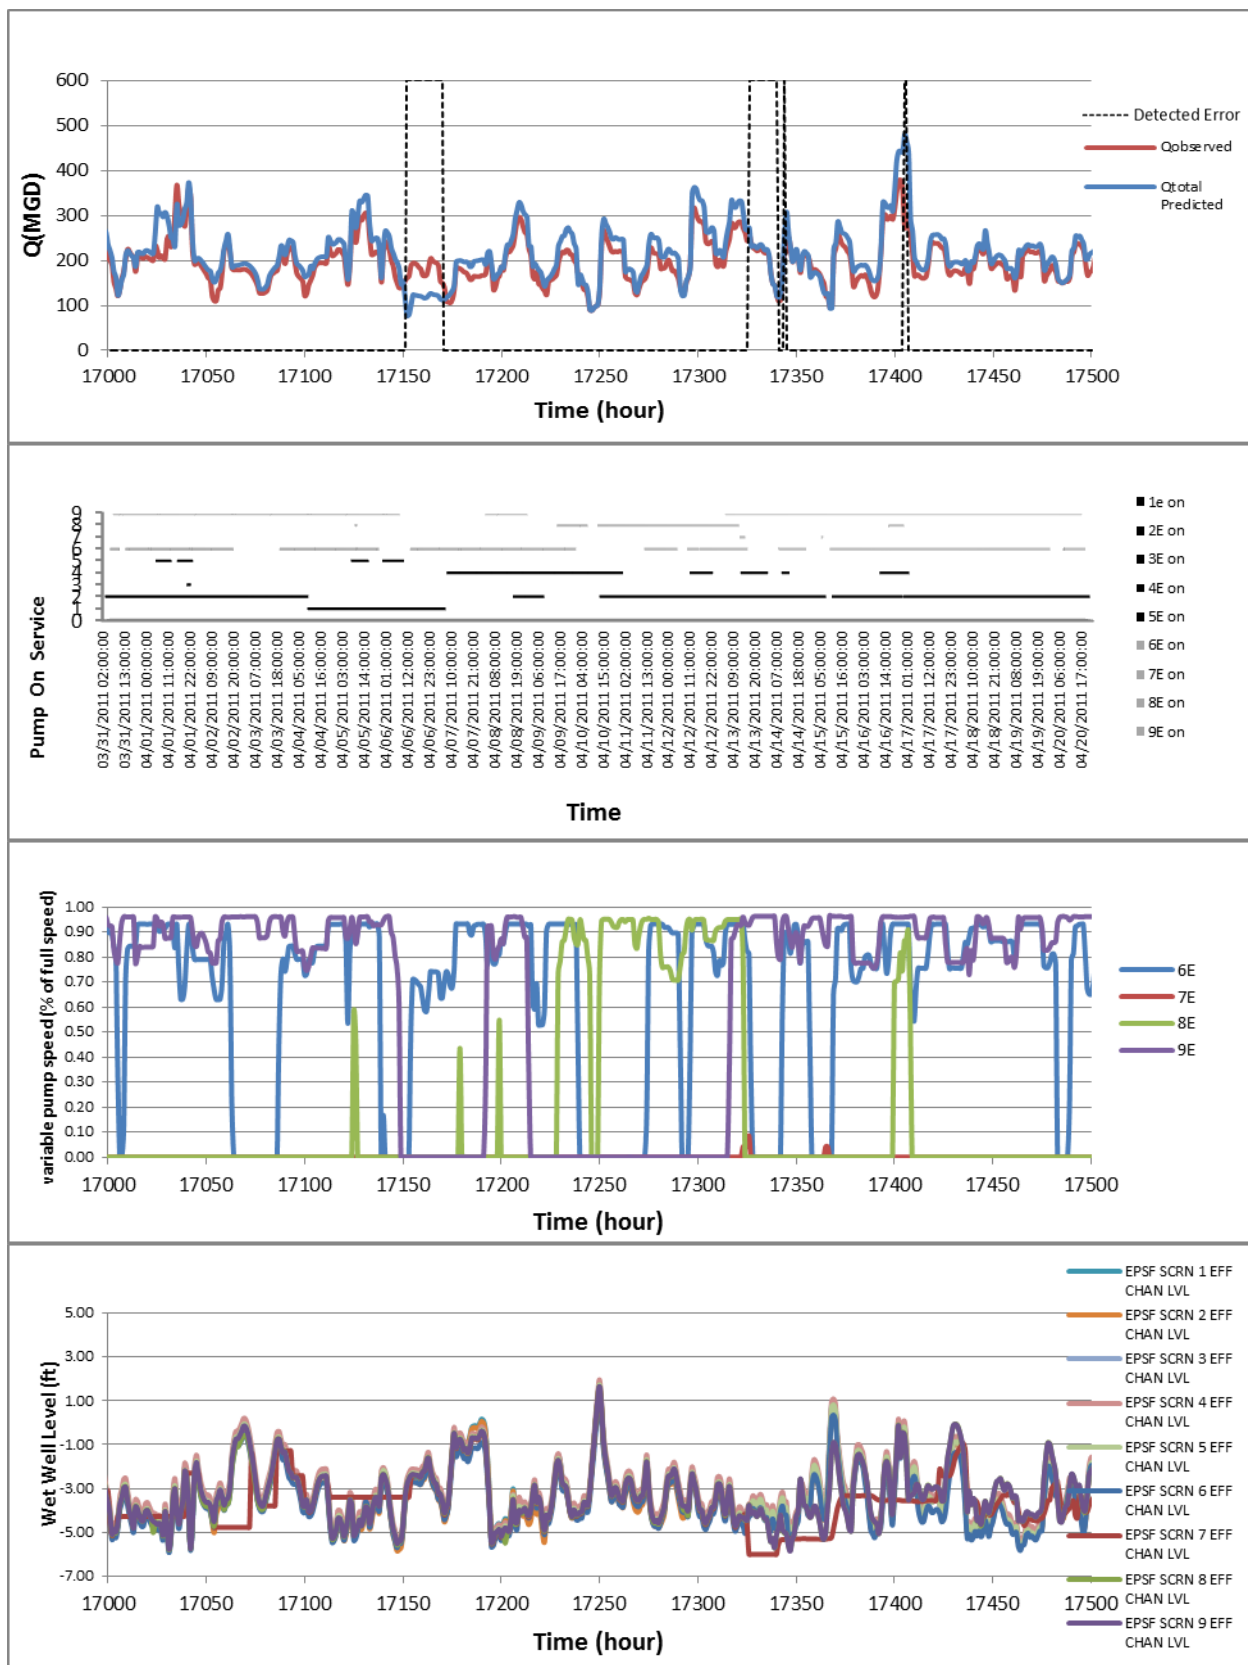 600
500
400
300
200
100
0
Q(MGD)
17000 17050 17100 17150 17200 17250 17300 17350 17400 17450 17500
Time (hour)
Detected Error
Qobserved
Qtotal
Predicted
9
8
7
6
5
4
3
2
1
0
Pump On Service
03/31/2011 02:00:00
03/31/2011 13:00:00
04/01/2011 00:00:00
04/01/2011 11:00:00
04/01/2011 22:00:00
04/02/2011 09:00:00
04/02/2011 20:00:00
04/03/2011 07:00:00
04/03/2011 18:00:00
04/04/2011 05:00:00
04/04/2011 16:00:00
04/05/2011 03:00:00
04/05/2011 14:00:00
04/06/2011 01:00:00
04/06/2011 12:00:00
04/06/2011 23:00:00
04/07/2011 10:00:00
04/07/2011 21:00:00
04/08/2011 08:00:00
04/08/2011 19:00:00
04/09/2011 06:00:00
04/09/2011 17:00:00
04/10/2011 04:00:00
04/10/2011 15:00:00
04/11/2011 02:00:00
04/11/2011 13:00:00
04/12/2011 00:00:00
04/12/2011 11:00:00
04/12/2011 22:00:00
04/13/2011 09:00:00
04/13/2011 20:00:00
04/14/2011 07:00:00
04/14/2011 18:00:00
04/15/2011 05:00:00
04/15/2011 16:00:00
04/16/2011 03:00:00
04/16/2011 14:00:00
04/17/2011 01:00:00
04/17/2011 12:00:00
04/17/2011 23:00:00
04/18/2011 10:00:00
04/18/2011 21:00:00
04/19/2011 08:00:00
04/19/2011 19:00:00
04/20/2011 06:00:00
04/20/2011 17:00:00
Time
1e on
2E on
3E on
4E on
5E on
6E on
7E on
8E on
9E on
1.00
0.90
0.80
0.70
0.60
0.50
0.40
0.30
0.20
0.10
0.00
variable pump speed(% of full speed)
17000 17050 17100 17150 17200 17250 17300 17350 17400 17450 17500
Time (hour)
6E
7E
8E
9E
5.00
3.00
1.00
-1.00
-3.00
-5.00
-7.00
Wet Well Level (ft)
17000 17050 17100 17150 17200 17250 17300 17350 17400 17450 17500
Time (hour)
EPSF SCRN 1 EFF
CHAN LVL
EPSF SCRN 2 EFF
CHAN LVL
EPSF SCRN 3 EFF
CHAN LVL
EPSF SCRN 4 EFF
CHAN LVL
EPSF SCRN 5 EFF
CHAN LVL
EPSF SCRN 6 EFF
CHAN LVL
EPSF SCRN 7 EFF
CHAN LVL
EPSF SCRN 8 EFF
CHAN LVL
EPSF SCRN 9 EFF
CHAN LVL